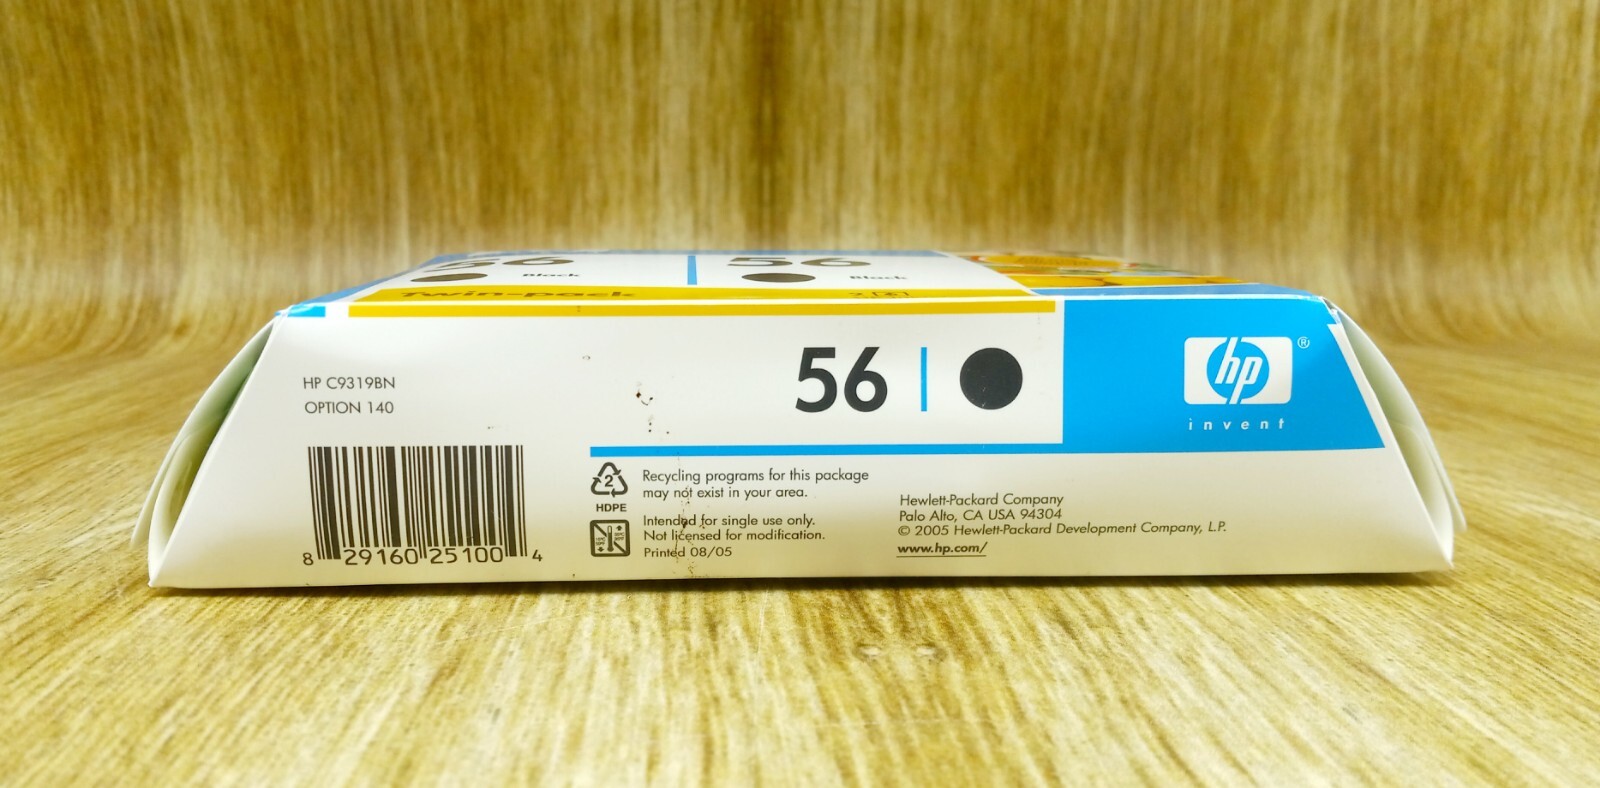 56 Black 56 Black
Twin-pack
HP C9319BN
OPTION 140
56
hp®
invent
8 29160 25100 4
2
HDPE
Recycling programs for this package
may not exist in your area.
Intended for single use only.
Not licensed for modification.
Printed 08/05
Hewlett-Packard Company
Palo Alto, CA USA 94304
© 2005 Hewlett-Packard Development Company, L.P.
www.hp.com/